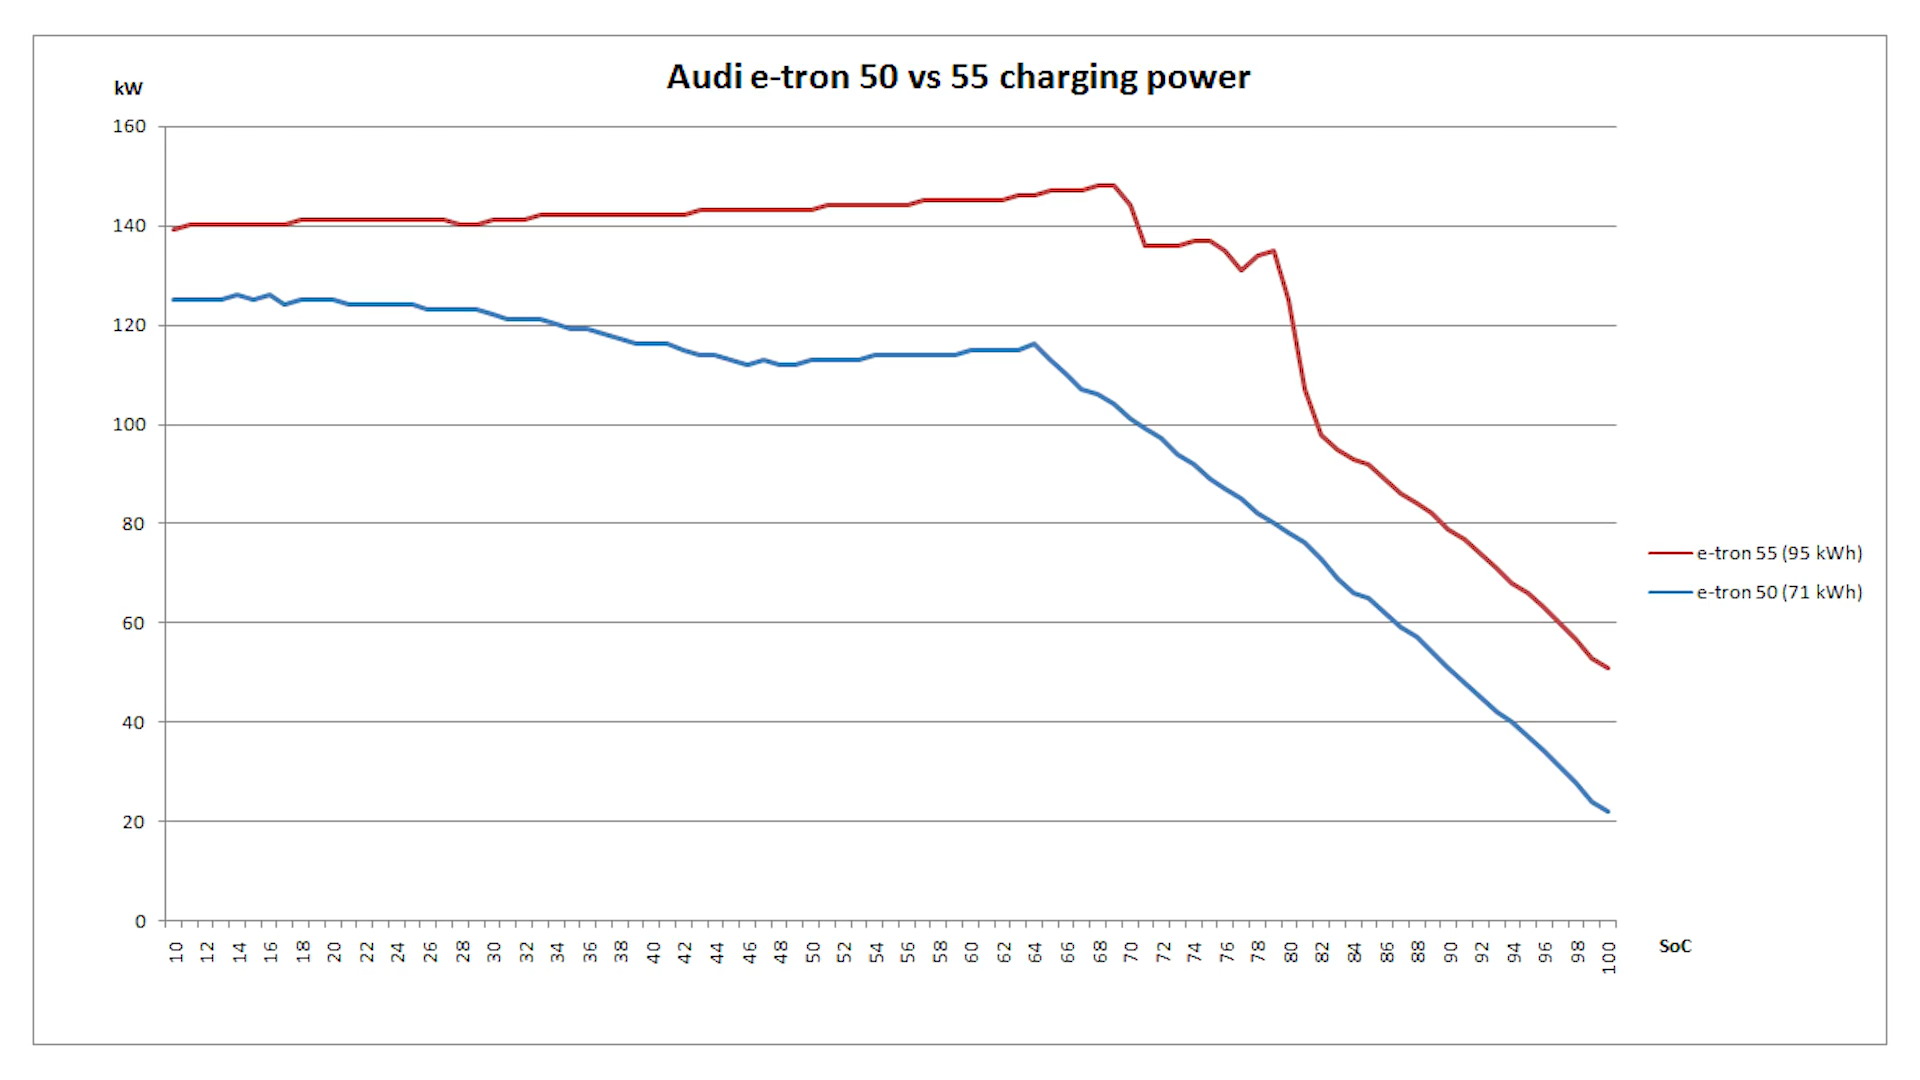 Audi e-tron 50 vs 55 charging power
kW
160
140
120
100
80
60
40
20
0
10 12 14 16 18 20 22 24 26 28 30 32 34 36 38 40 42 44 46 48 50 52 54 56 58 60 62 64 66 68 70 72 74 76 78 80 82 84 86 88 90 92 94 96 98 100
SoC
e-tron 55 (95 kWh)
e-tron 50 (71 kWh)